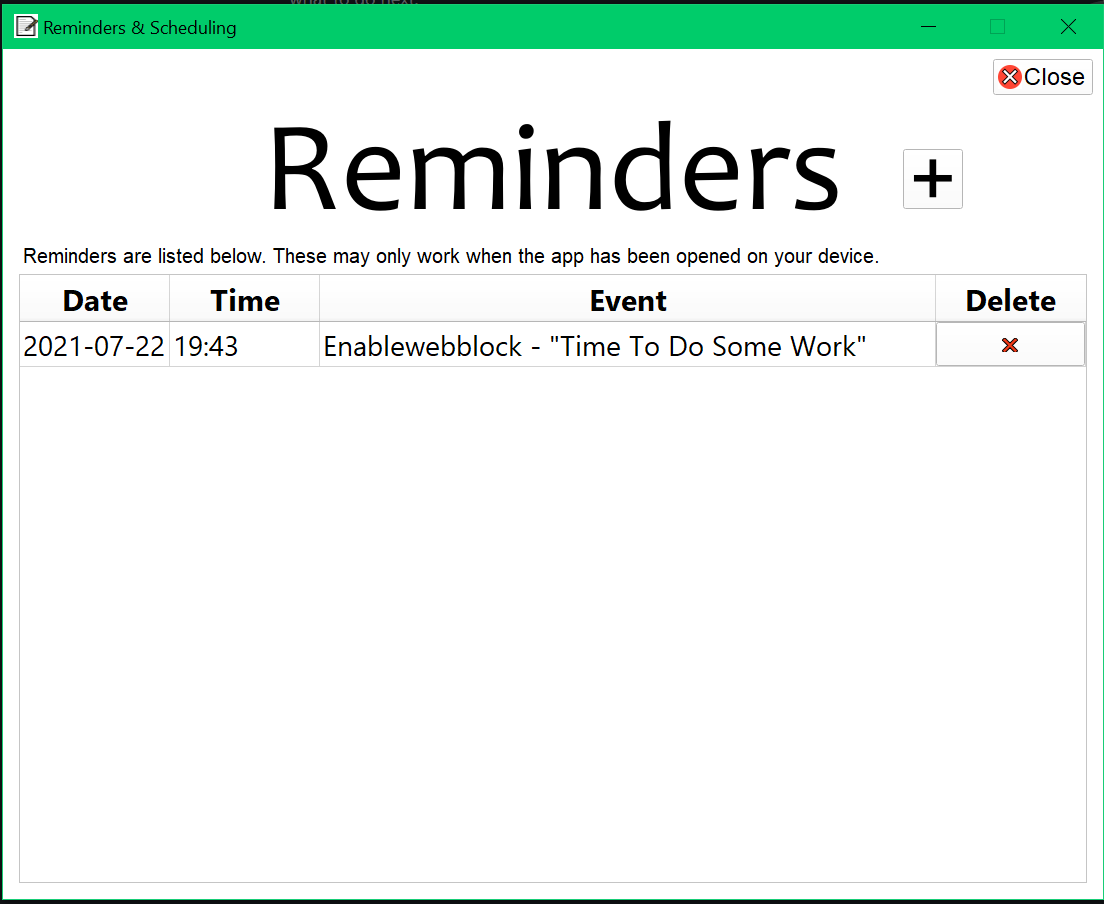 Reminders & Scheduling
Close
Reminders +
Reminders are listed below. These may only work when the app has been opened on your device.
Date Time Event Delete
2021-07-22 19:43 Enablewebblock - "Time To Do Some Work"